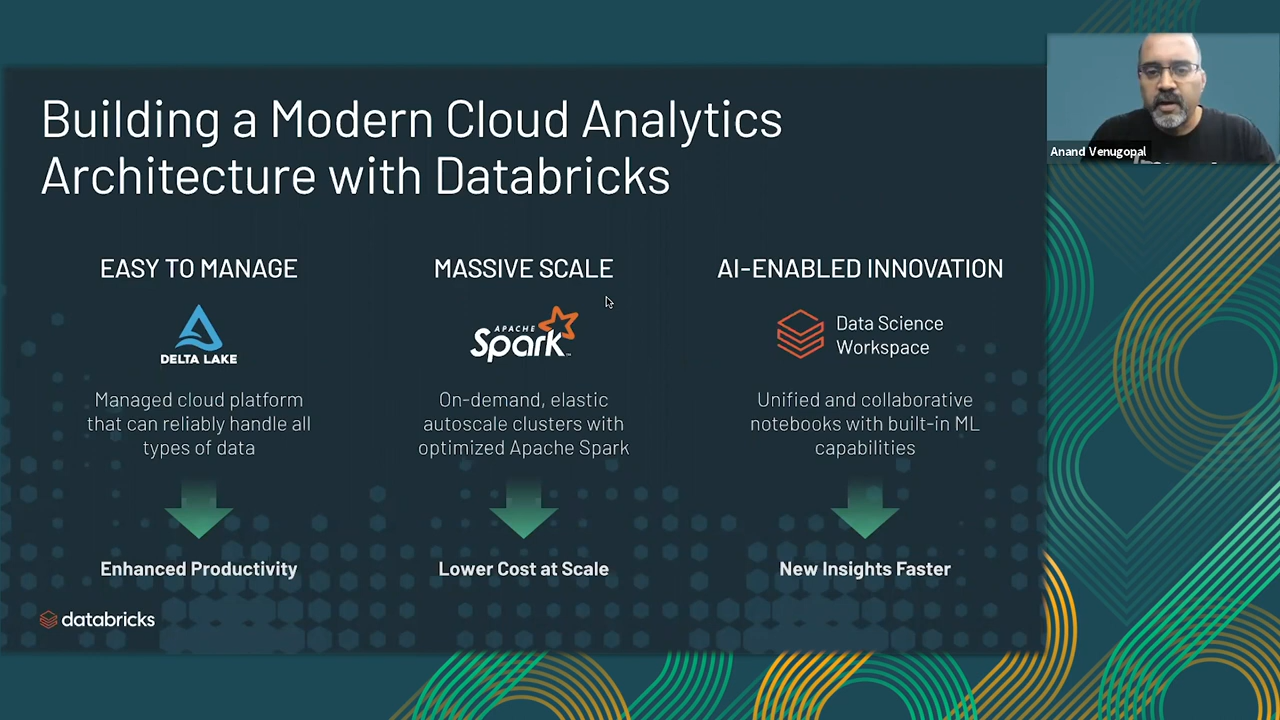 Building a Modern Cloud Analytics
Architecture with Databricks
Anand Venugopal
EASY TO MANAGE
DELTA LAKE
Managed cloud platform
that can reliably handle all
types of data
Enhanced Productivity
MASSIVE SCALE
APACHE
Spark™
On-demand, elastic
autoscale clusters with
optimized Apache Spark
Lower Cost at Scale
AI-ENABLED INNOVATION
Data Science
Workspace
Unified and collaborative
notebooks with built-in ML
capabilities
New Insights Faster
databricks